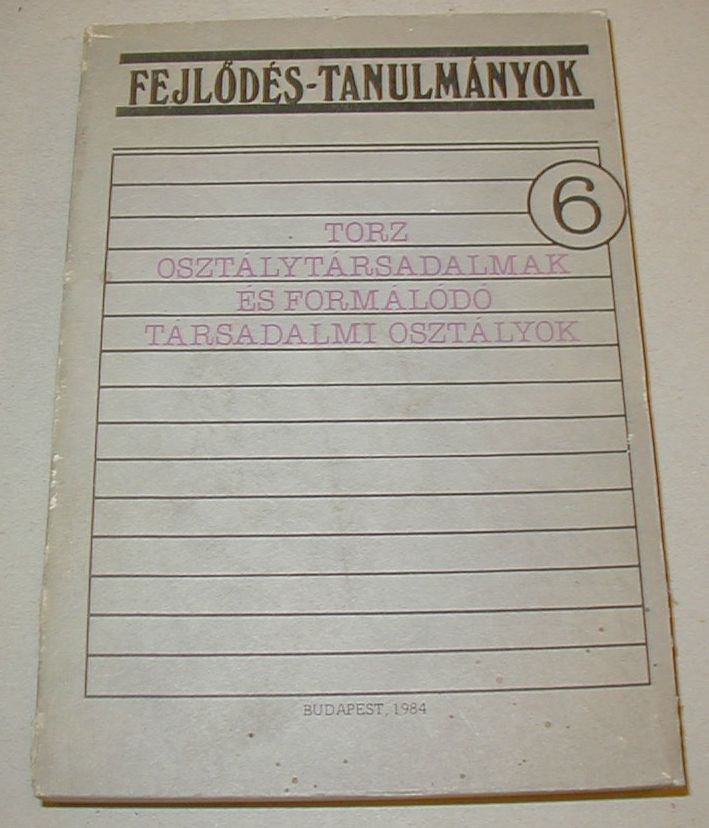 FEJLŐDÉS-TANULMÁNYOK
6
TORZ
OSZTÁLYTÁRSADALMAK
ÉS FORMÁLÓDÓ
TÁRSADALMI OSZTÁLYOK
BUDAPEST, 1984